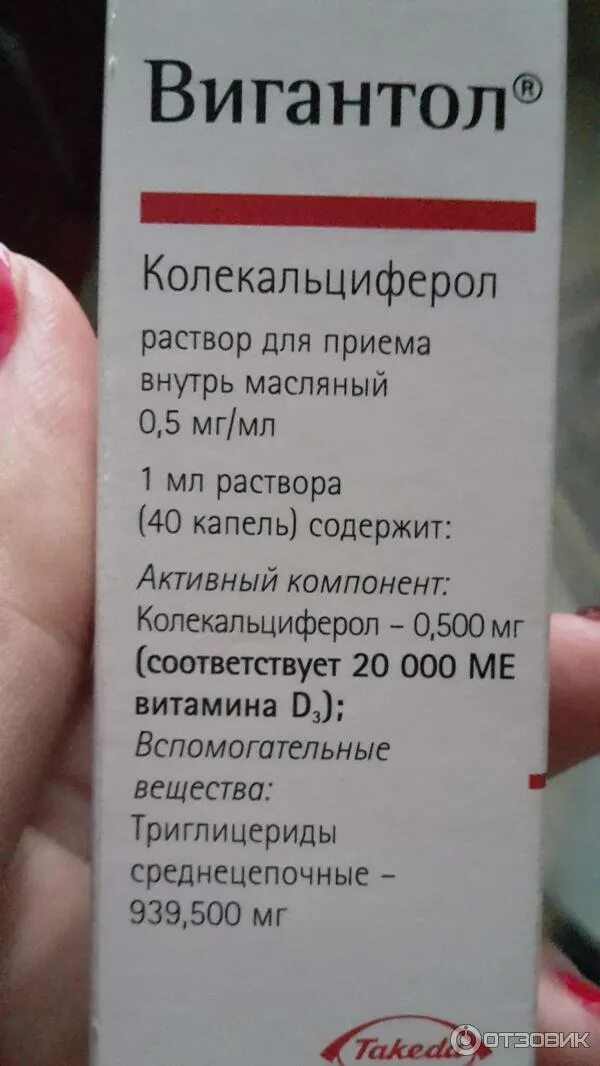 Вигантол®
Колекальциферол
раствор для приема
внутрь масляный
0,5 мг/мл
1 мл раствора
(40 капель) содержит:
Активный компонент:
Колекальциферол – 0,500 мг
(соответствует 20 000 МЕ
витамина D₃);
Вспомогательные
вещества:
Триглицериды
среднецепочные –
939,500 мг
Takeda
ОТЗОВИК